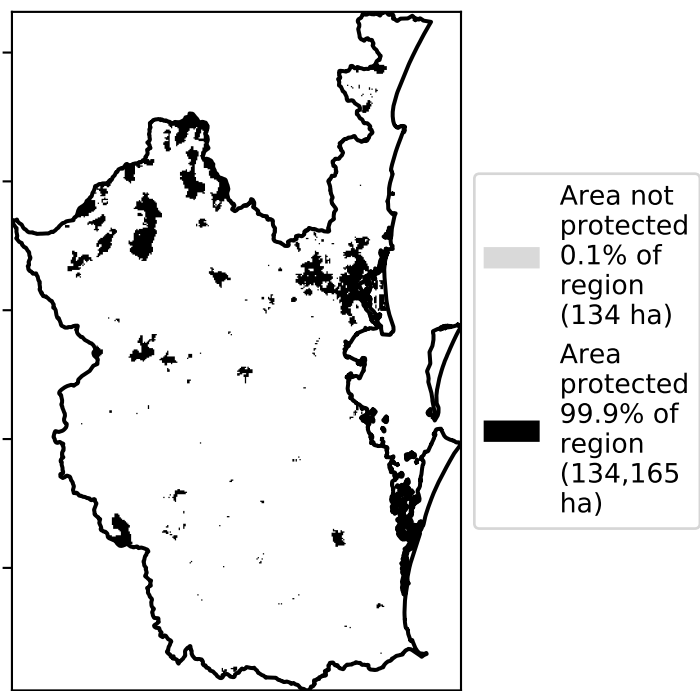 Area not
protected
0.1% of
region
(134 ha)
Area
protected
99.9% of
region
(134,165
ha)